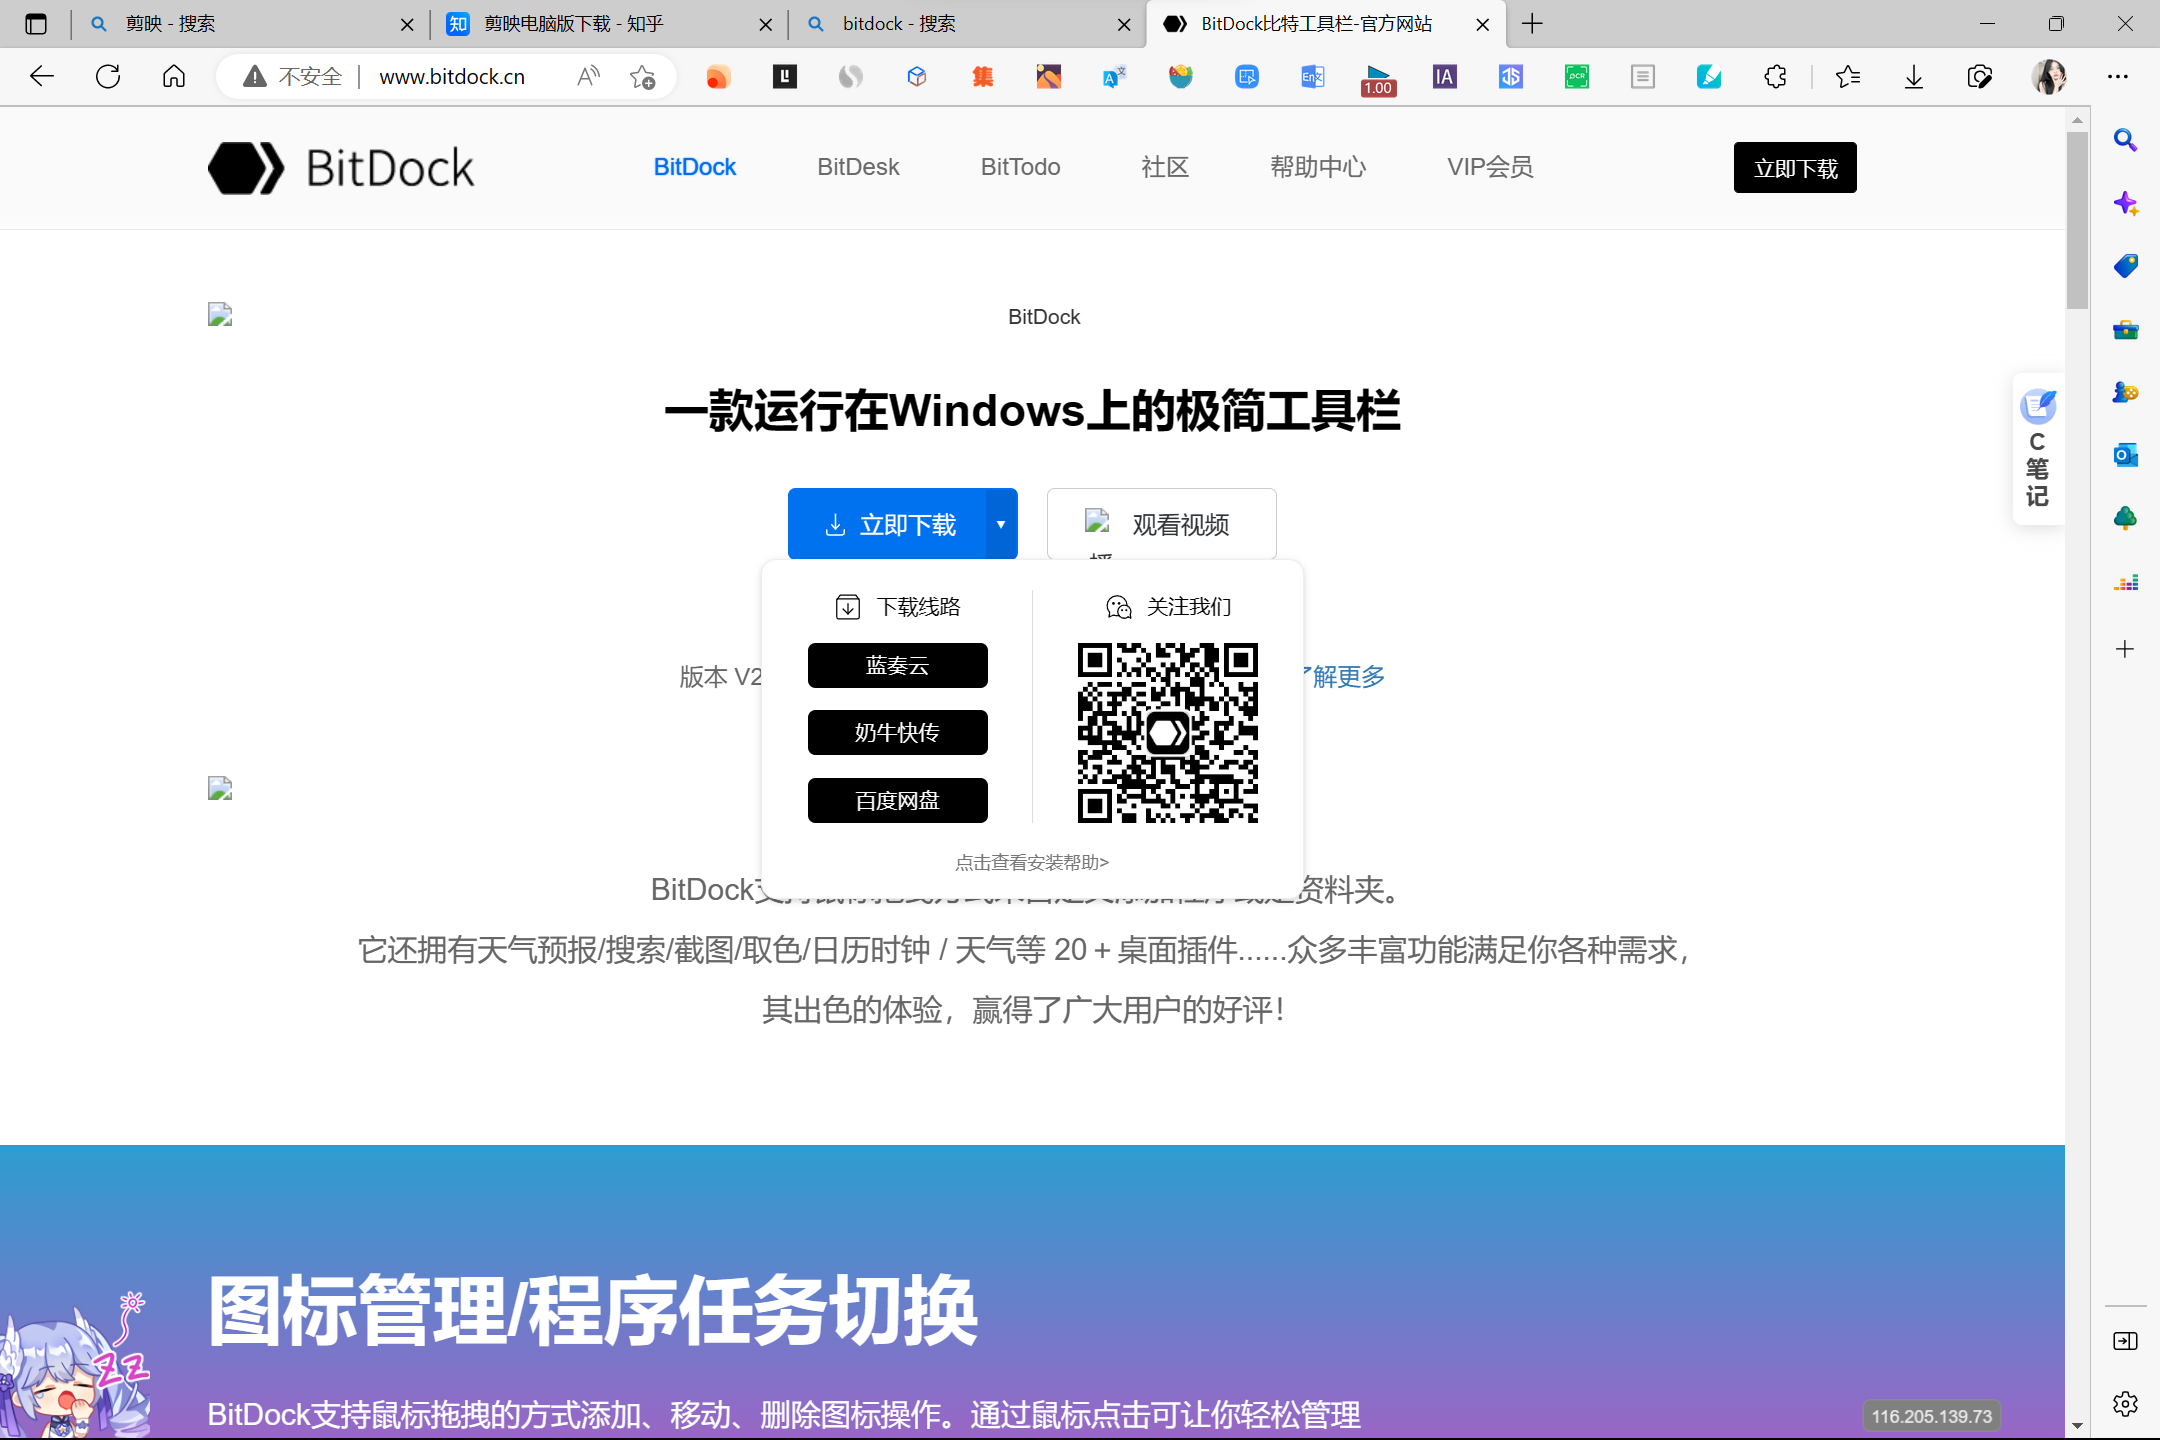 剪映 - 搜索
剪映电脑版下载 - 知乎
bitdock - 搜索
BitDock比特工具栏-官方网站
不安全
www.bitdock.cn
1.00
BitDock
BitDock
BitDesk
BitTodo
社区
帮助中心
VIP会员
立即下载
BitDock
一款运行在Windows上的极简工具栏
立即下载
观看视频
下载线路
关注我们
蓝奏云
奶牛快传
百度网盘
点击查看安装帮助>
版本 V2
解更多
BitDock
资料夹。
它还拥有天气预报/搜索/截图/取色/日历时钟 / 天气等 20＋桌面插件......众多丰富功能满足你各种需求，
其出色的体验，赢得了广大用户的好评！
C
笔
记
图标管理/程序任务切换
BitDock支持鼠标拖拽的方式添加、移动、删除图标操作。通过鼠标点击可让你轻松管理
zz
116.205.139.73